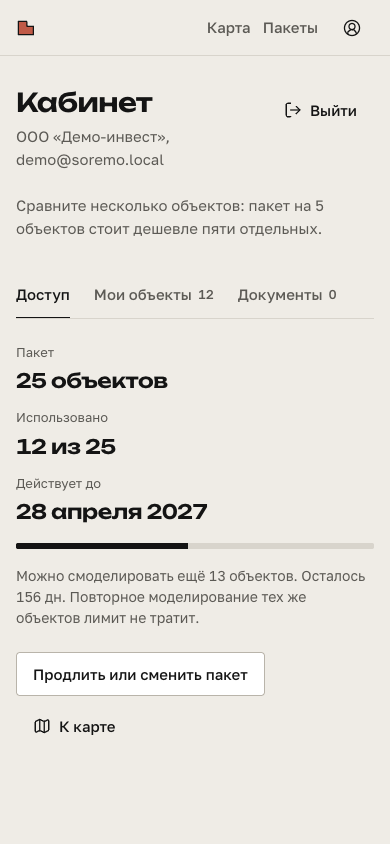 Карта Пакеты
Кабинет
Выйти
ООО «Демо-инвест»,
demo@soremo.local
Сравните несколько объектов: пакет на 5
объектов стоит дешевле пяти отдельных.
Доступ Мои объекты 12 Документы 0
Пакет
25 объектов
Использовано
12 из 25
Действует до
28 апреля 2027
Можно смоделировать ещё 13 объектов. Осталось
156 дн. Повторное моделирование тех же
объектов лимит не тратит.
Продлить или сменить пакет
К карте